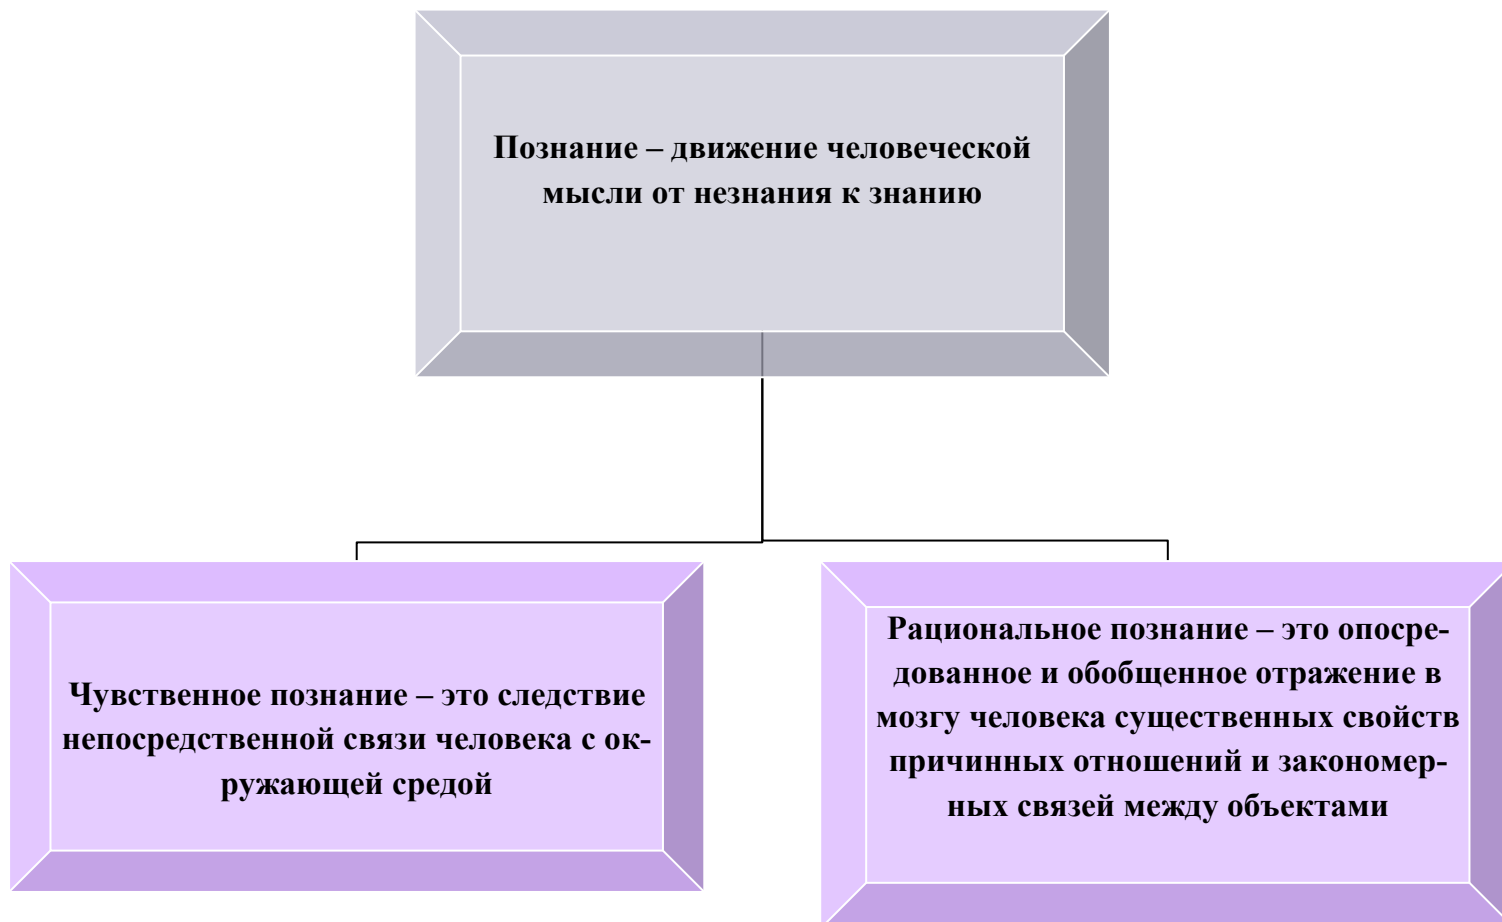 Познание – движение человеческой
мысли от незнания к знанию
Чувственное познание – это следствие
непосредственной связи человека с ок-
ружающей средой
Рациональное познание – это опосре-
дованное и обобщенное отражение в
мозгу человека существенных свойств
причинных отношений и закономер-
ных связей между объектами